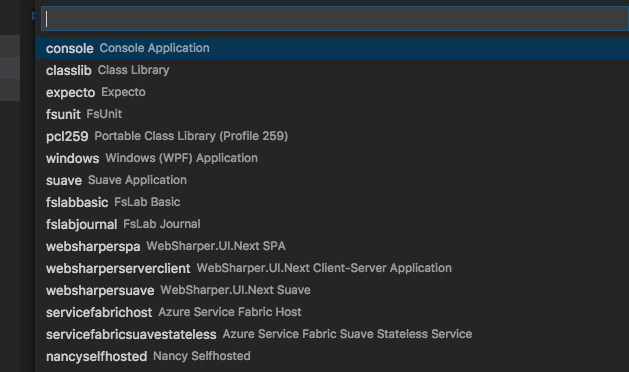 console Console Application
classlib Class Library
expecto Expecto
fsunit FsUnit
pcl259 Portable Class Library (Profile 259)
windows Windows (WPF) Application
suave Suave Application
fslabbasic FsLab Basic
fslabjournal FsLab Journal
websharperspa WebSharper.UI.Next SPA
websharperserverclient WebSharper.UI.Next Client-Server Application
websharpersuave WebSharper.UI.Next Suave
servicefabrichost Azure Service Fabric Host
servicefabricsuavestateless Azure Service Fabric Suave Stateless Service
nancyselfhosted Nancy Selfhosted